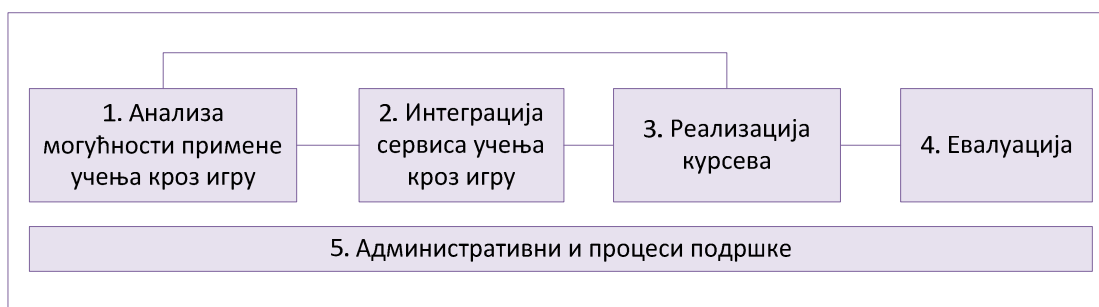 1. Анализа
могућности примене
учења кроз игру
2. Интеграција
сервиса учења
кроз игру
3. Реализација
курсева
4. Евалуација
5. Административни и процеси подршке